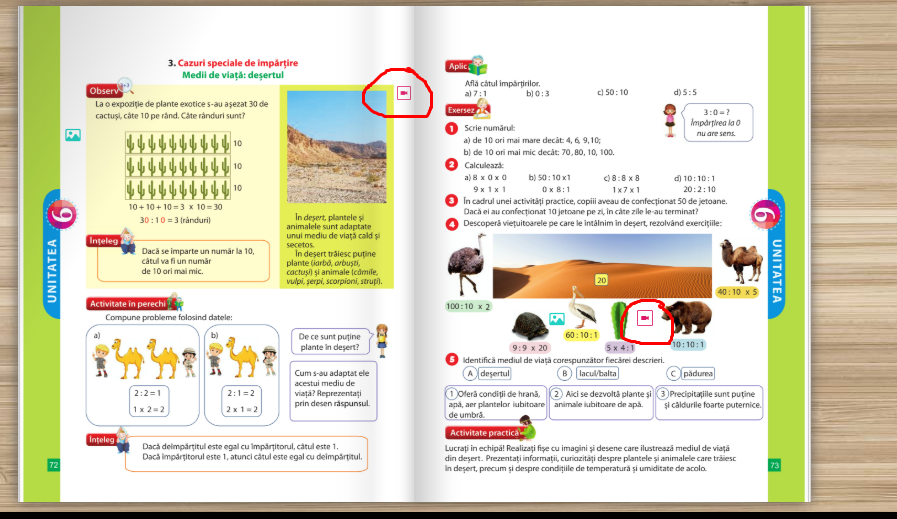 3. Cazuri speciale de împărțire
Medii de viață: deșertul
Observ
La o expoziție de plante exotice s-au așezat 30 de
cactuși, câte 10 pe rând. Câte rânduri sunt?
10
10
10
10 + 10 + 10 = 3 x 10 = 30
30 : 10 = 3 (rânduri)
În deșert, plantele și
animalele sunt adaptate
unui mediu de viață cald și
secetos.
În deșert trăiesc puține
plante (iarbă, arbuști,
cactuși) și animale (cămile,
vulpi, șerpi, scorpioni, struți).
Înțeleg
Dacă se împarte un număr la 10,
câtul va fi un număr
de 10 ori mai mic.
6
UNITATEA
Activitate în perechi
Compune probleme folosind datele:
a)
2 : 2 = 1
1 x 2 = 2
b)
2 : 1 = 2
2 x 1 = 2
De ce sunt puține
plante în deșert?
Cum s-au adaptat ele
acestui mediu de
viață? Reprezentați
prin desen răspunsul.
Înțeleg
Dacă deîmpărțitul este egal cu împărțitorul, câtul este 1.
Dacă împărțitorul este 1, atunci câtul este egal cu deîmpărțitul.
72
Aplic
Află câtul împărțirilor.
a) 7 : 1 b) 0 : 3 c) 50 : 10 d) 5 : 5
Exersez
3 : 0 = ?
Împărțirea la 0
nu are sens.
1 Scrie numărul:
a) de 10 ori mai mare decât: 4, 6, 9, 10;
b) de 10 ori mai mic decât: 70, 80, 10, 100.
2 Calculează:
a) 8 x 0 x 0 b) 50 : 10 x 1 c) 8 : 8 x 8 d) 10 : 10 : 1
9 x 1 x 1 0 x 8 : 1 1 x 7 x 1 20 : 2 : 10
3 În cadrul unei activități practice, copiii aveau de confecționat 50 de jetoane.
Dacă ei au confecționat 10 jetoane pe zi, în câte zile le-au terminat?
4 Descoperă viețuitoarele pe care le întâlnim în deșert, rezolvând exercițiile:
20
40 : 10 x 5
100 : 10 x 2
60 : 10 : 1
9 : 9 x 20
5 x 4 : 1
10 : 10 : 1
5 Identifică mediul de viață corespunzător fiecărei descrieri.
A deșertul B lacul/balta C pădurea
1 Oferă condiții de hrană,
apă, aer plantelor iubitoare
de umbră.
2 Aici se dezvoltă plante și
animale iubitoare de apă.
3 Precipitațiile sunt puține
și căldurile foarte puternice.
Activitate practică
Lucrați în echipă! Realizați fișe cu imagini și desene care ilustrează mediul de viață
din deșert. Prezentați informații, curiozități despre plantele și animalele care trăiesc
în deșert, precum și despre condițiile de temperatură și umiditate de acolo.
6
UNITATEA
73